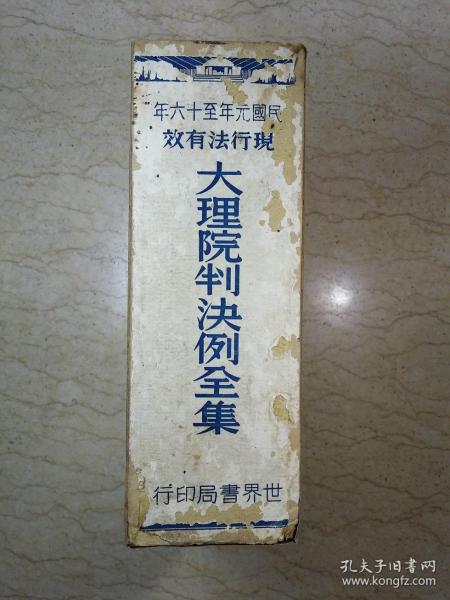 民國元年至十六年
現行法有效
大理院判決例全集
世界書局印行
孔夫子旧书网
www.kongfz.com